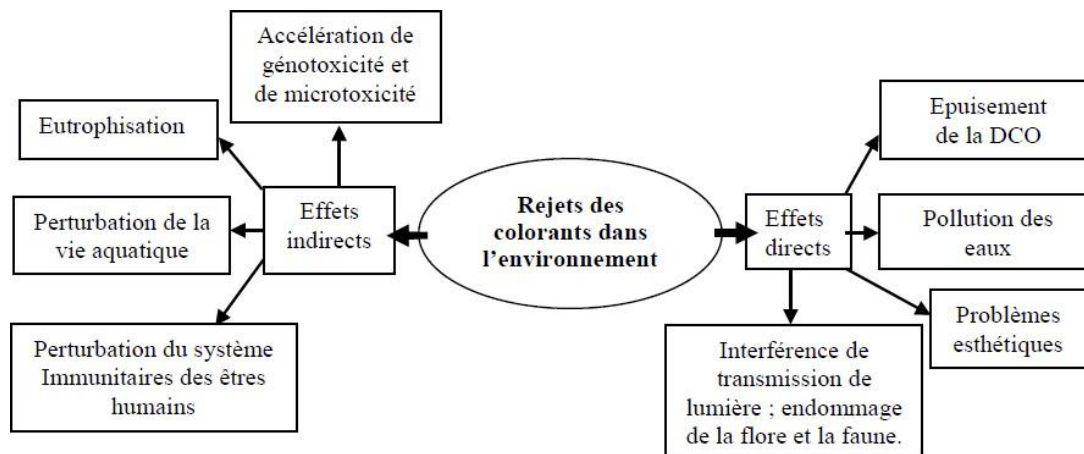 Accélération de
génotoxicité et
de microtoxicité
Eutrophisation
Perturbation de la
vie aquatique
Perturbation du système
Immunitaires des êtres
humains
Effets
indirects
Rejets des
colorants dans
l’environnement
Effets
directs
Epuisement
de la DCO
Pollution des
eaux
Problèmes
esthétiques
Interférence de
transmission de
lumière ; endommage
de la flore et la faune.